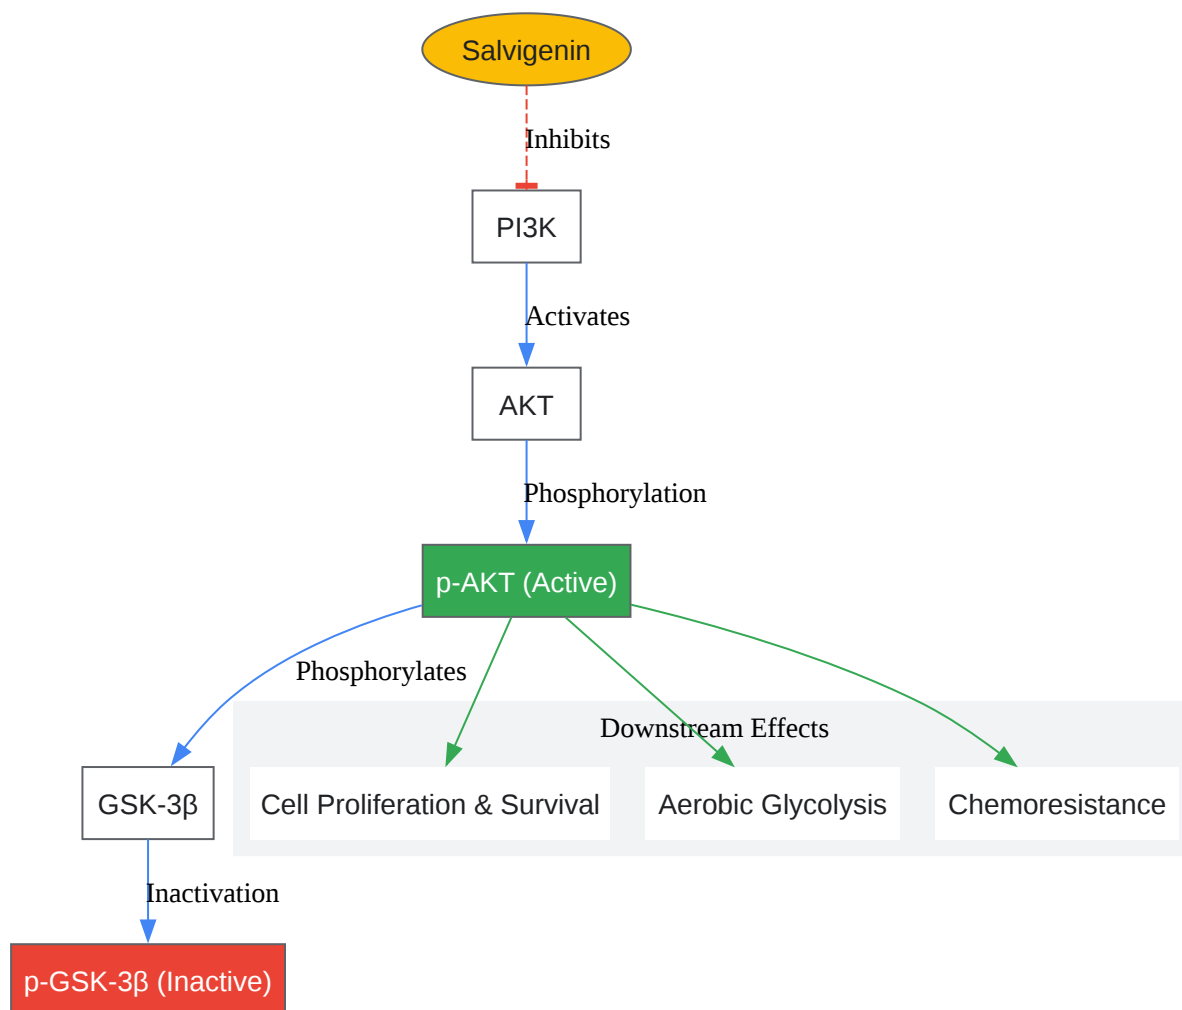 Salvigenin
Inhibits
PI3K
Activates
AKT
Phosphorylation
p-AKT (Active)
Phosphorylates
Downstream Effects
GSK-3β
Cell Proliferation & Survival
Aerobic Glycolysis
Chemoresistance
Inactivation
p-GSK-3β (Inactive)